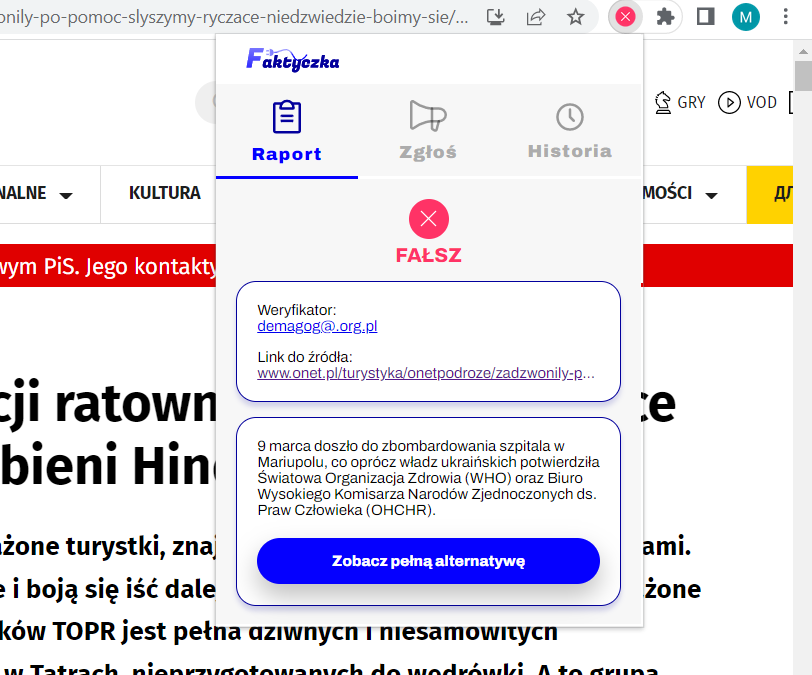 onily-po-pomoc-slyszymy-ryczace-niedzwiedzie-boimy-sie/...
M
Faktyczka
GRY
VOD
Raport
Zgłoś
Historia
NALNE
KULTURA
MOŚCI
ДЛ
FAŁSZ
wym PiS. Jego kontakty
Weryfikator:
demagog@.org.pl
Link do źródła:
www.onet.pl/turystyka/onetpodroze/zadzwonily-p...
cji ratown
ce
bieni Hind
9 marca doszło do zbombardowania szpitala w
Mariupolu, co oprócz władz ukraińskich potwierdziła
Światowa Organizacja Zdrowia (WHO) oraz Biuro
Wysokiego Komisarza Narodów Zjednoczonych ds.
Praw Człowieka (OHCHR).
ażone turystki, znaj
ami.
Zobacz pełną alternatywę
e i boją się iść dale
żone
ków TOPR jest pełna dziwnych i niesamowitych
w Tatrach, nieprzygotowanych do wędrówki. A to grupa